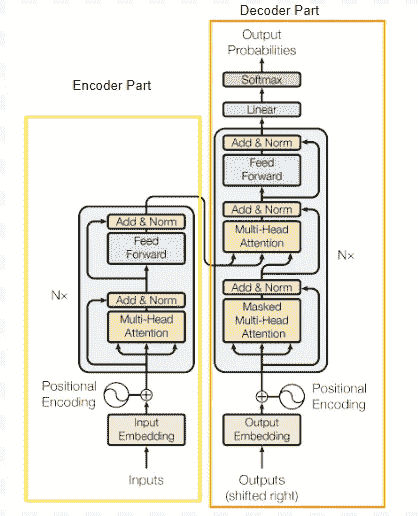 Decoder Part
Output
Probabilities
Softmax
Linear
Add & Norm
Feed
Forward
Add & Norm
Multi-Head
Attention
Nx
Add & Norm
Masked
Multi-Head
Attention
Positional
Encoding
Output
Embedding
Outputs
(shifted right)
Encoder Part
Add & Norm
Feed
Forward
Nx
Add & Norm
Multi-Head
Attention
Positional
Encoding
Input
Embedding
Inputs